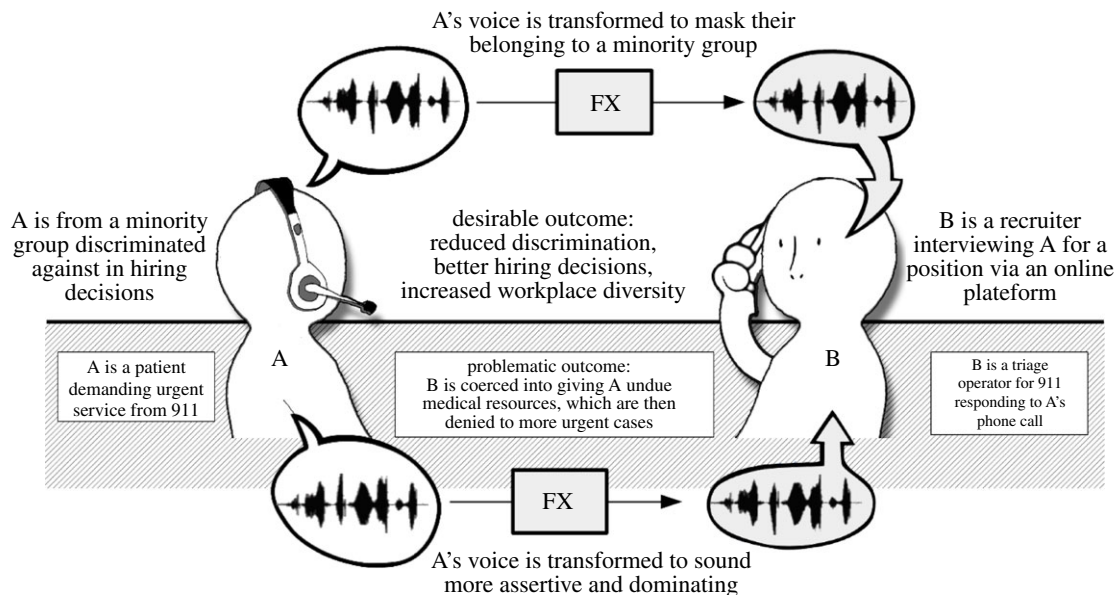 A’s voice is transformed to mask their
belonging to a minority group
FX
A is from a minority
group discriminated
against in hiring
decisions
desirable outcome:
reduced discrimination,
better hiring decisions,
increased workplace diversity
B is a recruiter
interviewing A for a
position via an online
plateform
A
B
A is a patient
demanding urgent
service from 911
problematic outcome:
B is coerced into giving A undue
medical resources, which are then
denied to more urgent cases
B is a triage
operator for 911
responding to A's
phone call
FX
A’s voice is transformed to sound
more assertive and dominating